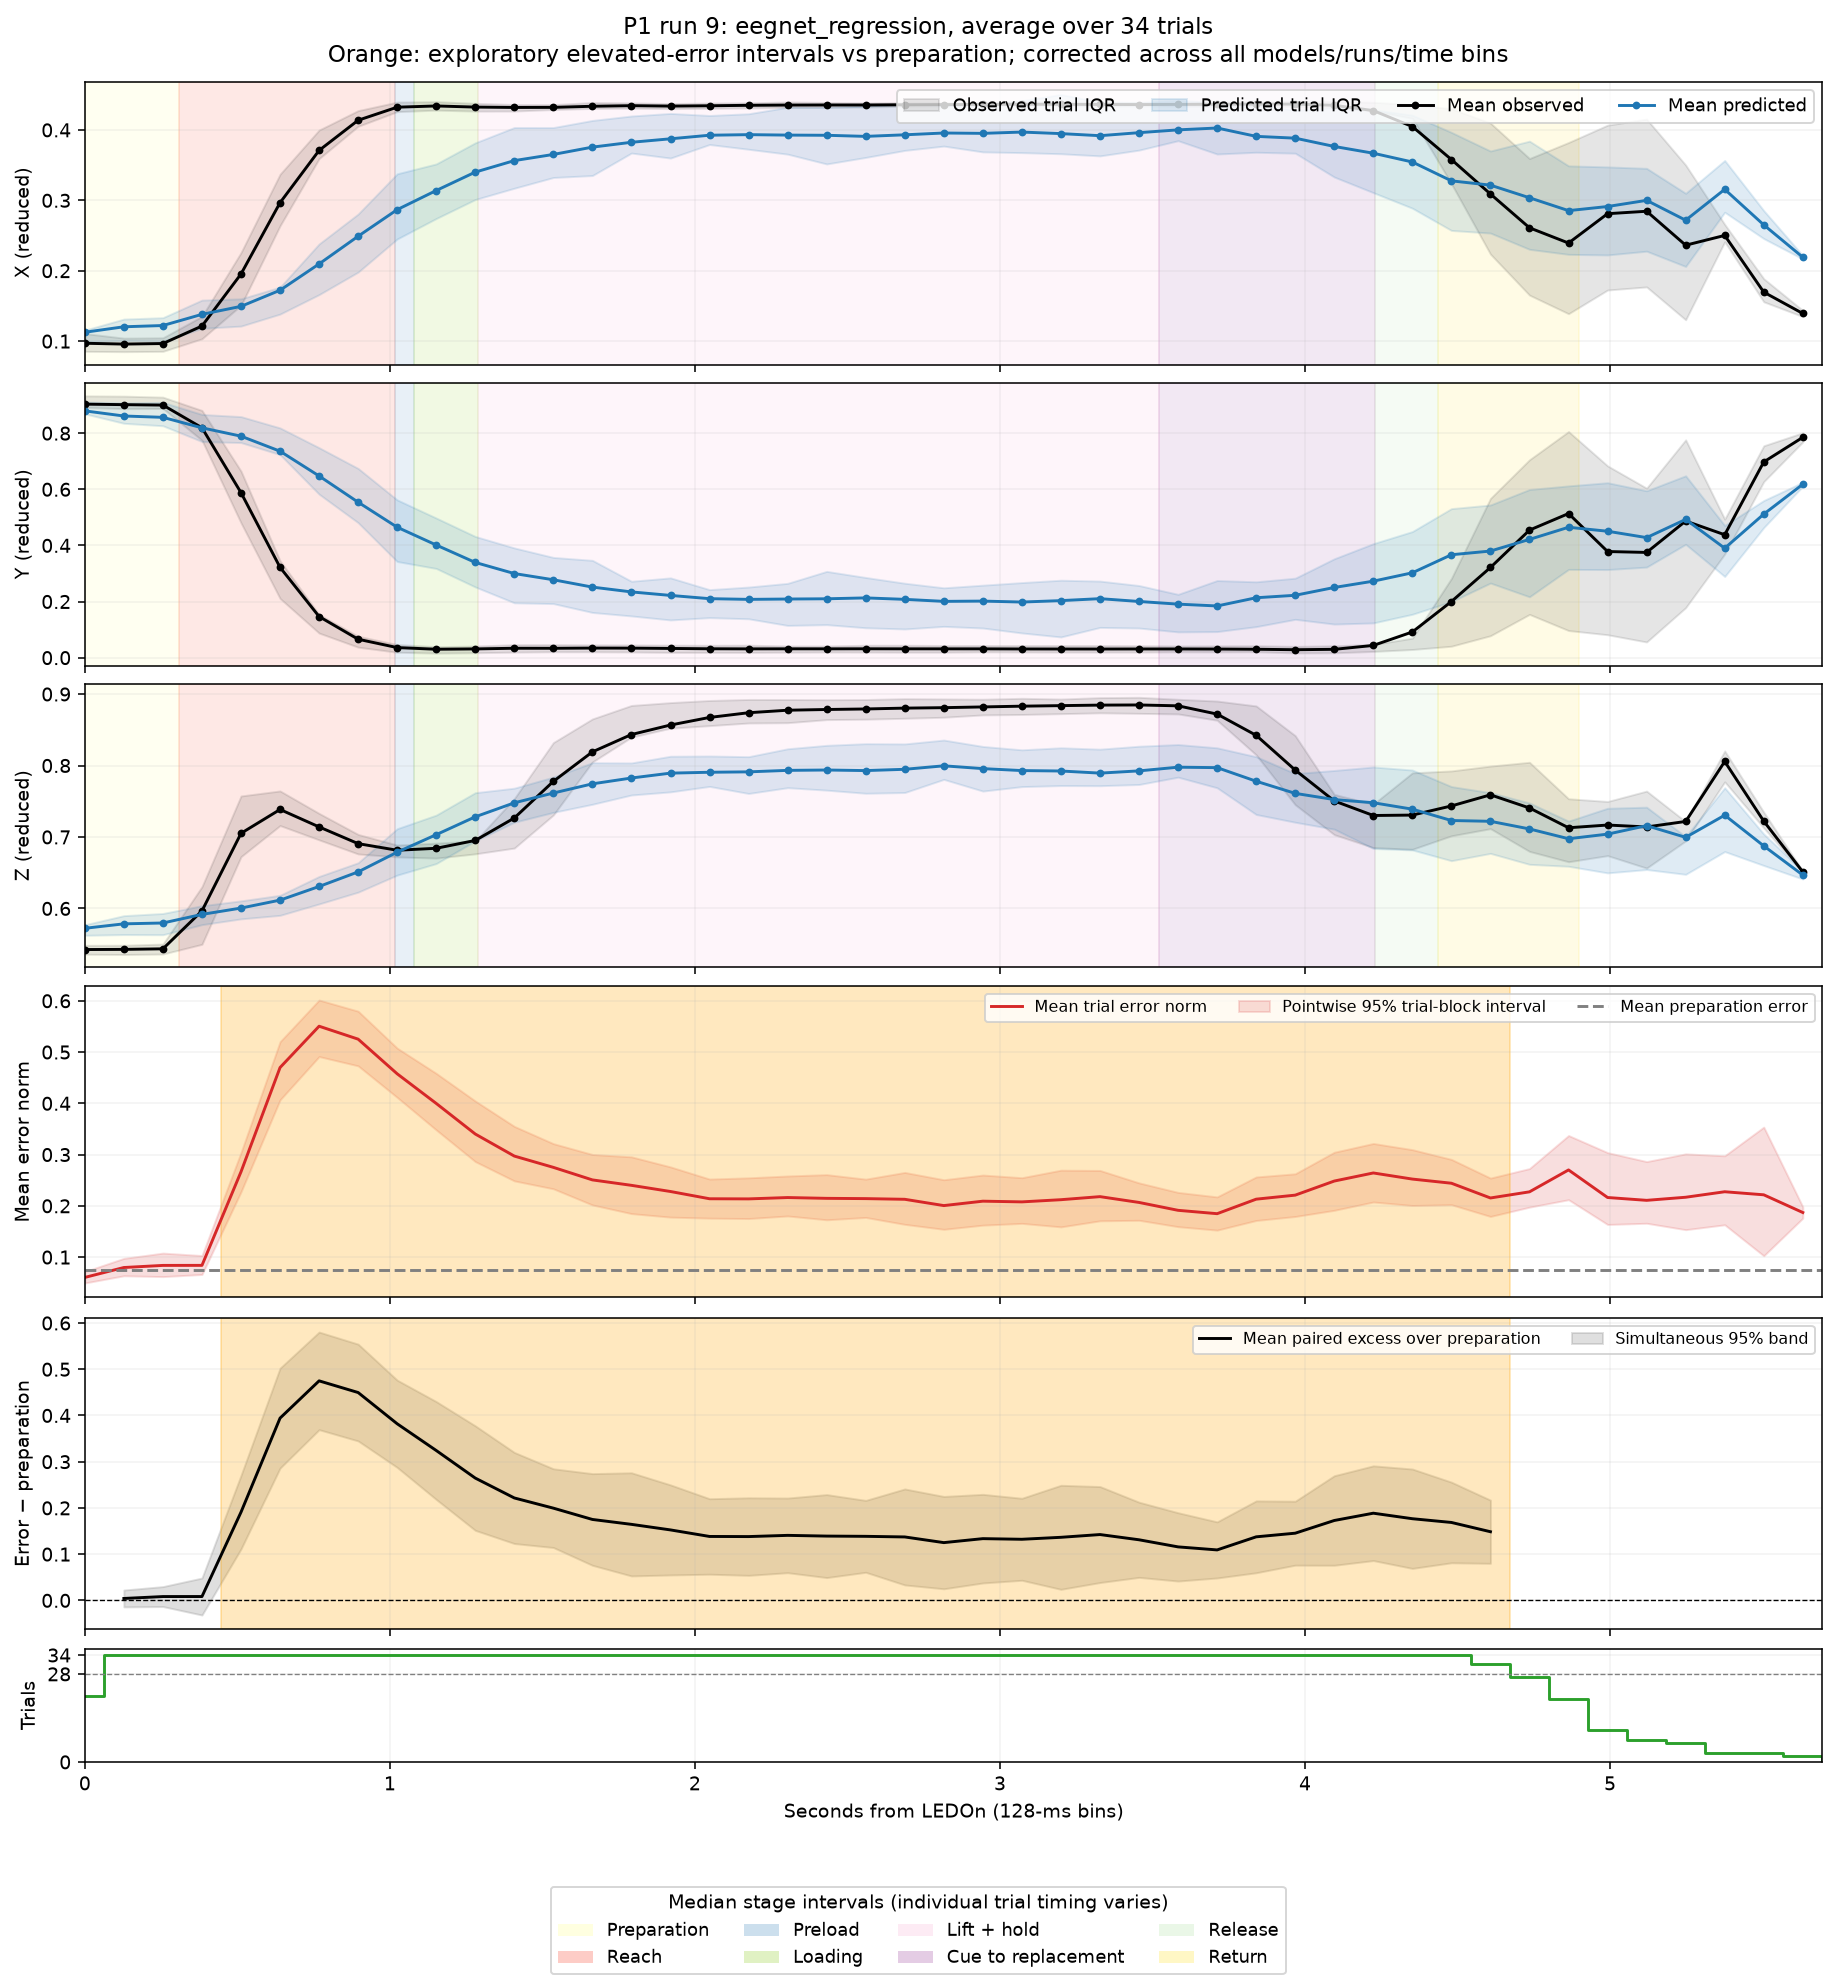 P1 run 9: eegnet_regression, average over 34 trials
Orange: exploratory elevated-error intervals vs preparation; corrected across all models/runs/time bins
Observed trial IQR Predicted trial IQR Mean observed Mean predicted
X (reduced)
0.4
0.3
0.2
0.1
Y (reduced)
0.8
0.6
0.4
0.2
0.0
Z (reduced)
0.9
0.8
0.7
0.6
Mean trial error norm Pointwise 95% trial-block interval Mean preparation error
Mean error norm
0.6
0.5
0.4
0.3
0.2
0.1
Mean paired excess over preparation Simultaneous 95% band
Error − preparation
0.6
0.5
0.4
0.3
0.2
0.1
0.0
Trials
34
28
0
0 1 2 3 4 5
Seconds from LEDOn (128-ms bins)
Median stage intervals (individual trial timing varies)
Preparation Preload Lift + hold Release
Reach Loading Cue to replacement Return